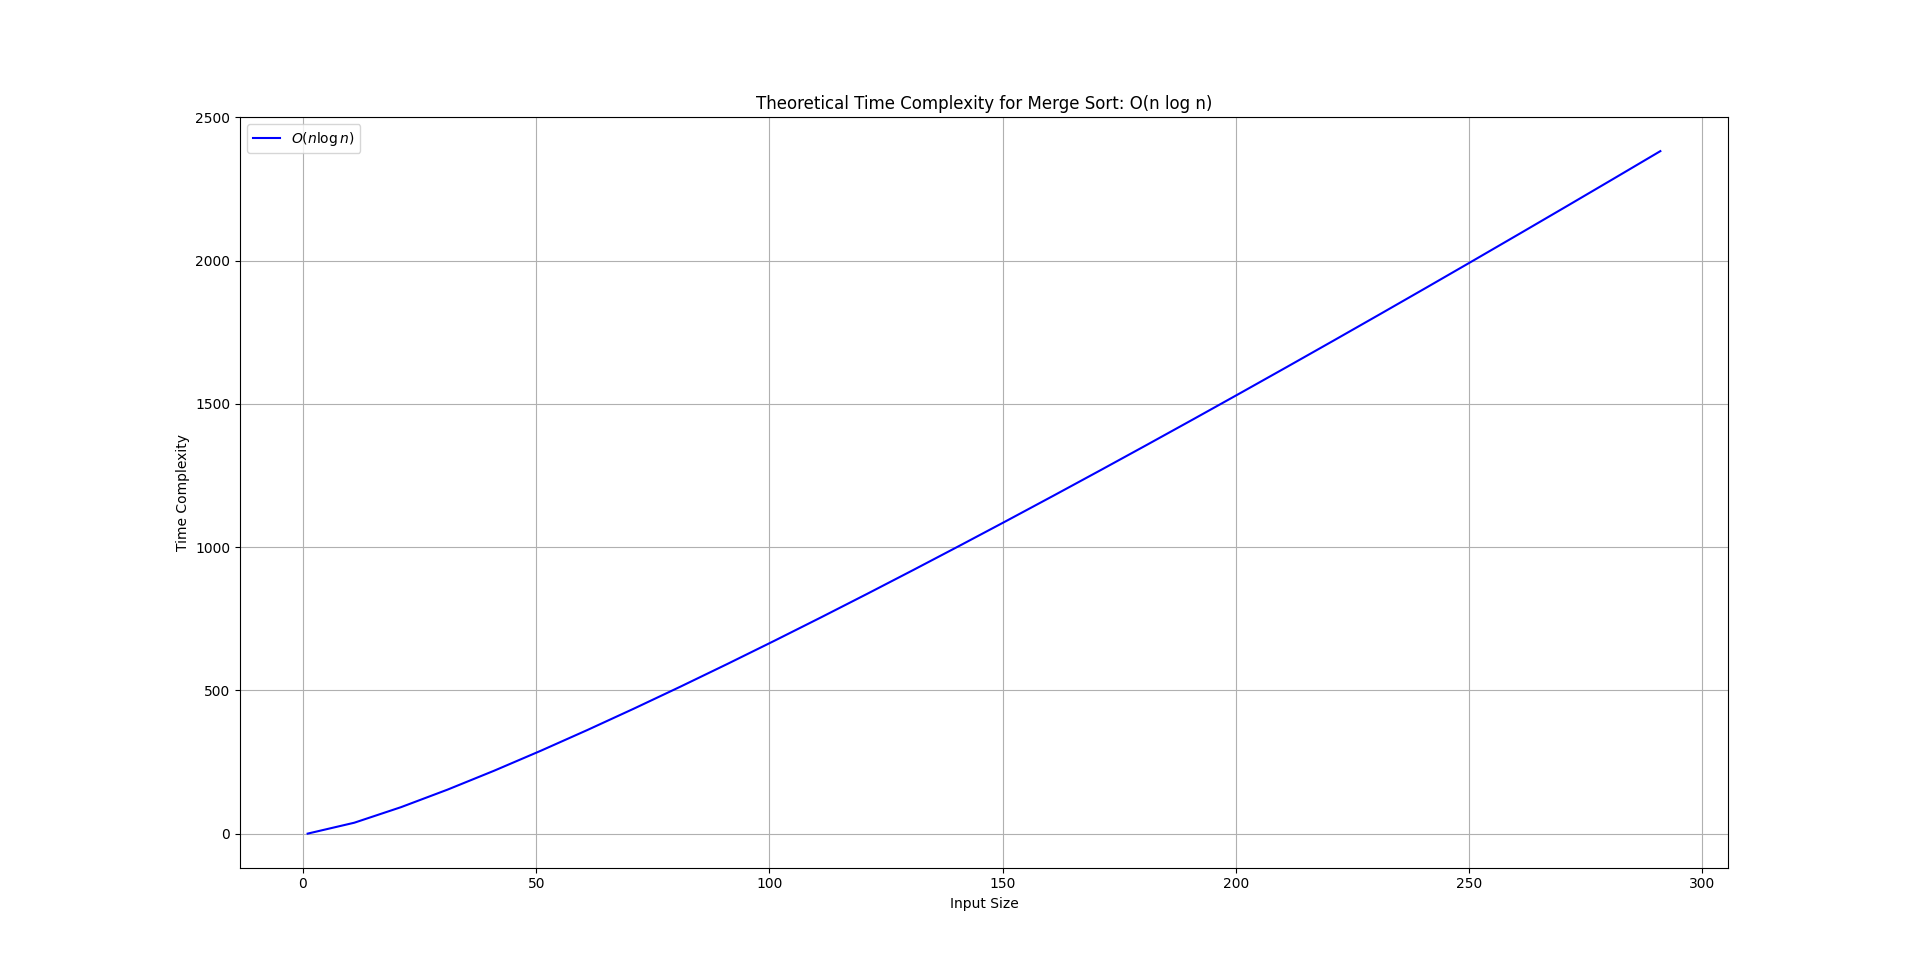 Theoretical Time Complexity for Merge Sort: O(n log n)
O(n log n)
2500
2000
1500
1000
500
0
Time Complexity
0 50 100 150 200 250 300
Input Size